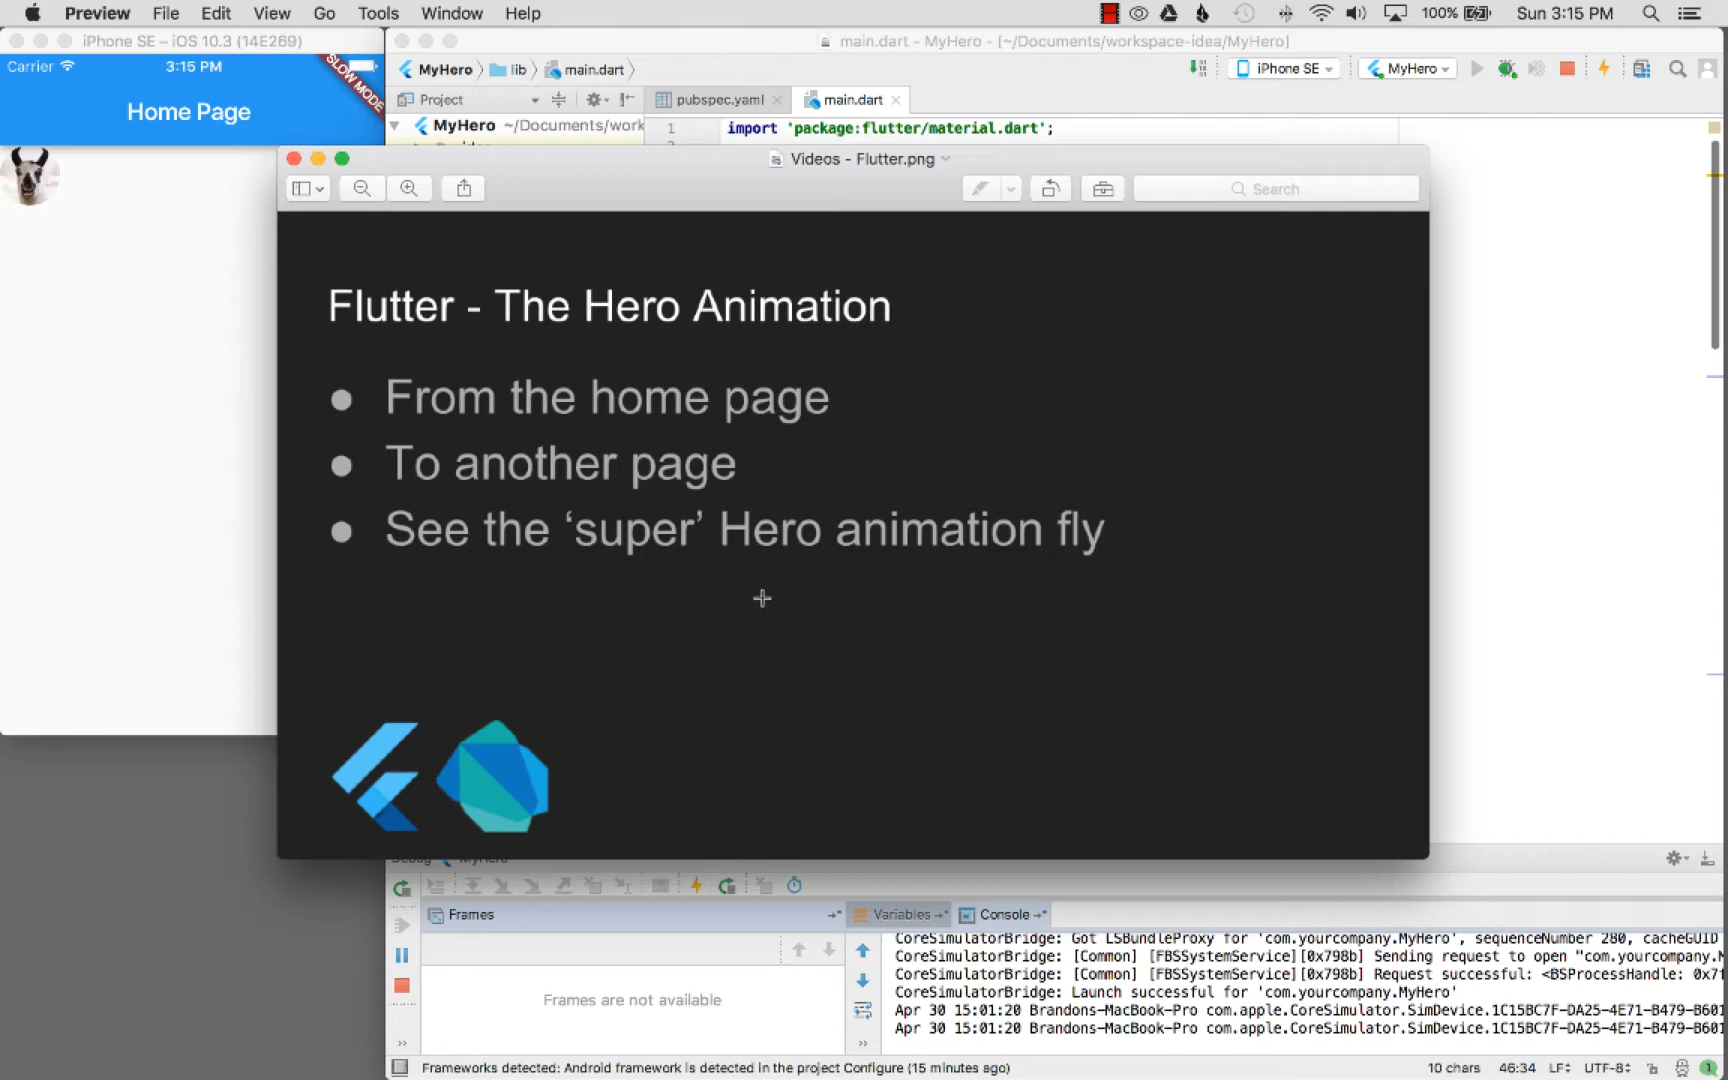 Preview File Edit View Go Tools Window Help 100% Sun 3:15 PM
iPhone SE – iOS 10.3 (14E269)
main.dart - MyHero - [~/Documents/workspace-idea/MyHero]
Carrier 3:15 PM
SLOW MODE
Home Page
MyHero lib main.dart iPhone SE MyHero
Project pubspec.yaml main.dart
MyHero ~/Documents/work
1 import 'package:flutter/material.dart';
Videos - Flutter.png
Search
Flutter - The Hero Animation
● From the home page
● To another page
● See the ‘super’ Hero animation fly
Debug MyHero
Frames Variables Console
Frames are not available
CoreSimulatorBridge: Got LSBundleProxy for 'com.yourcompany.MyHero', sequenceNumber 280, cacheGUID
CoreSimulatorBridge: [Common] [FBSSystemService][0x798b] Sending request to open "com.yourcompany.M
CoreSimulatorBridge: [Common] [FBSSystemService][0x798b] Request successful: <BSProcessHandle: 0x7f
CoreSimulatorBridge: Launch successful for 'com.yourcompany.MyHero'
Apr 30 15:01:20 Brandons-MacBook-Pro com.apple.CoreSimulator.SimDevice.1C15BC7F-DA25-4E71-B479-B601
Apr 30 15:01:20 Brandons-MacBook-Pro com.apple.CoreSimulator.SimDevice.1C15BC7F-DA25-4E71-B479-B601
Frameworks detected: Android framework is detected in the project Configure (15 minutes ago) 10 chars 46:34 LF: UTF-8: 1